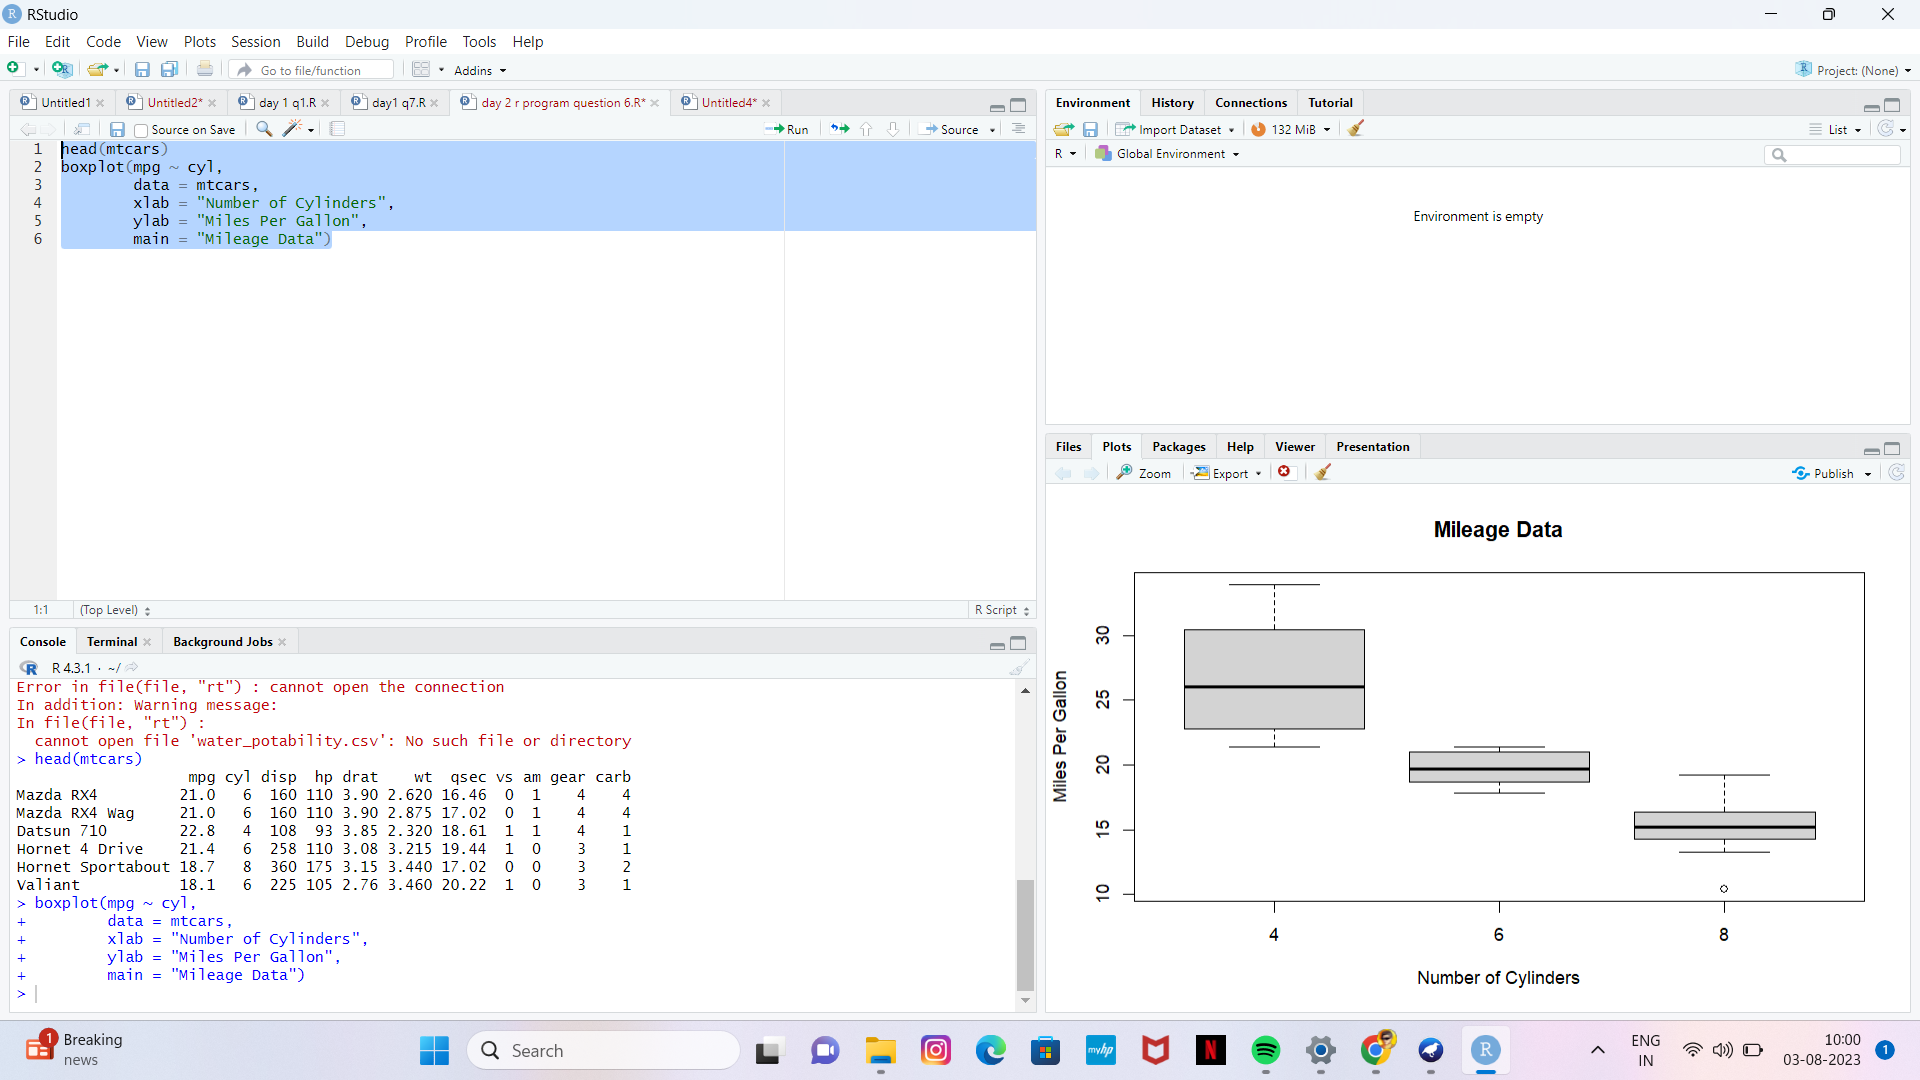 RStudio
File Edit Code View Plots Session Build Debug Profile Tools Help
Go to file/function Addins Project: (None)
Untitled1 Untitled2* day 1 q1.R day1 q7.R day 2 r program question 6.R* Untitled4*
Source on Save Run Source
1 head(mtcars)
2 boxplot(mpg ~ cyl,
3 data = mtcars,
4 xlab = "Number of Cylinders",
5 ylab = "Miles Per Gallon",
6 main = "Mileage Data")
1:1 (Top Level) R Script
Console Terminal Background Jobs
R 4.3.1 · ~/
Error in file(file, "rt") : cannot open the connection
In addition: Warning message:
In file(file, "rt") :
cannot open file 'water_potability.csv': No such file or directory
> head(mtcars)
mpg cyl disp hp drat wt qsec vs am gear carb
Mazda RX4 21.0 6 160 110 3.90 2.620 16.46 0 1 4 4
Mazda RX4 Wag 21.0 6 160 110 3.90 2.875 17.02 0 1 4 4
Datsun 710 22.8 4 108 93 3.85 2.320 18.61 1 1 4 1
Hornet 4 Drive 21.4 6 258 110 3.08 3.215 19.44 1 0 3 1
Hornet Sportabout 18.7 8 360 175 3.15 3.440 17.02 0 0 3 2
Valiant 18.1 6 225 105 2.76 3.460 20.22 1 0 3 1
> boxplot(mpg ~ cyl,
+ data = mtcars,
+ xlab = "Number of Cylinders",
+ ylab = "Miles Per Gallon",
+ main = "Mileage Data")
>
Environment History Connections Tutorial
Import Dataset 132 MiB List
R Global Environment
Environment is empty
Files Plots Packages Help Viewer Presentation
Zoom Export Publish
Mileage Data
Miles Per Gallon
30
25
20
15
10
4 6 8
Number of Cylinders
1 Breaking
news
Search
myhp
N
R
ENG
IN
10:00
03-08-2023
1